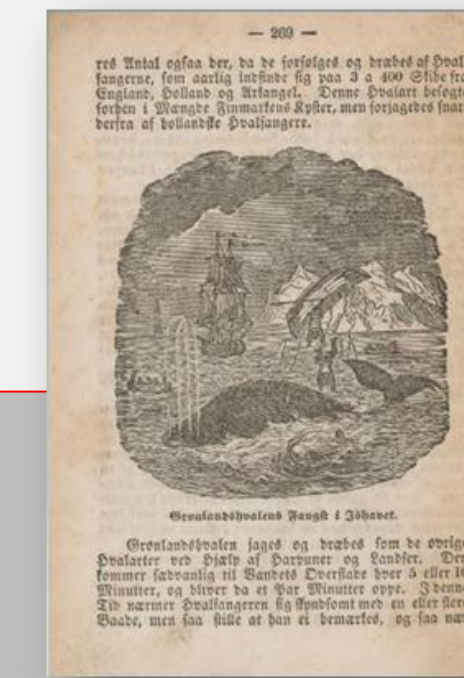 — 269 —
res Antal ogsaa der, da de forfølges og dræbes af Hval-
fangerne, som aarlig indfinde sig paa 3 a 400 Skibe fra
England, Holland og Arkangel. Denne Hvalart besøgte
forhen i Mængde Finmarkens Kyster, men forjagedes snart
derfra af hollandske Hvalfangere.
Grønlandshvalens Fangst i Ishavet.
Grønlandshvalen jages og dræbes som de øvrige
Hvalarter ved Hjælp af Harpuner og Landser. Den
kommer sædvanlig til Vandets Overflade hver 5 eller 10
Minutter, og bliver da et Par Minutter oppe. I denne
Tid nærmer Hvalfangeren sig skyndsomt med en eller flere
Baade, men saa stille at han ei bemærkes, og saa nær